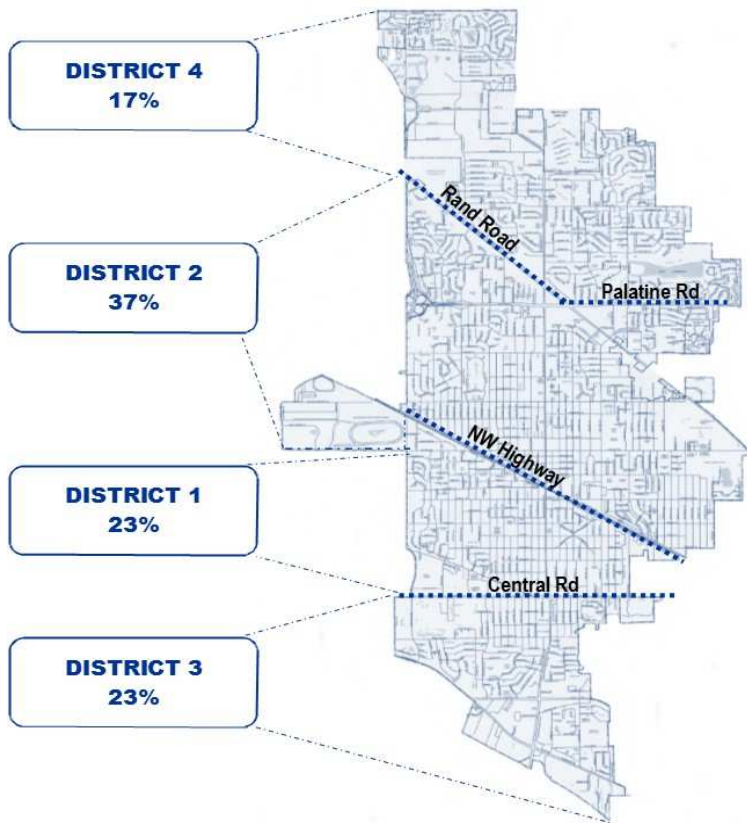 DISTRICT 4
17%
Rand Road
DISTRICT 2
37%
Palatine Rd
NW Highway
DISTRICT 1
23%
Central Rd
DISTRICT 3
23%